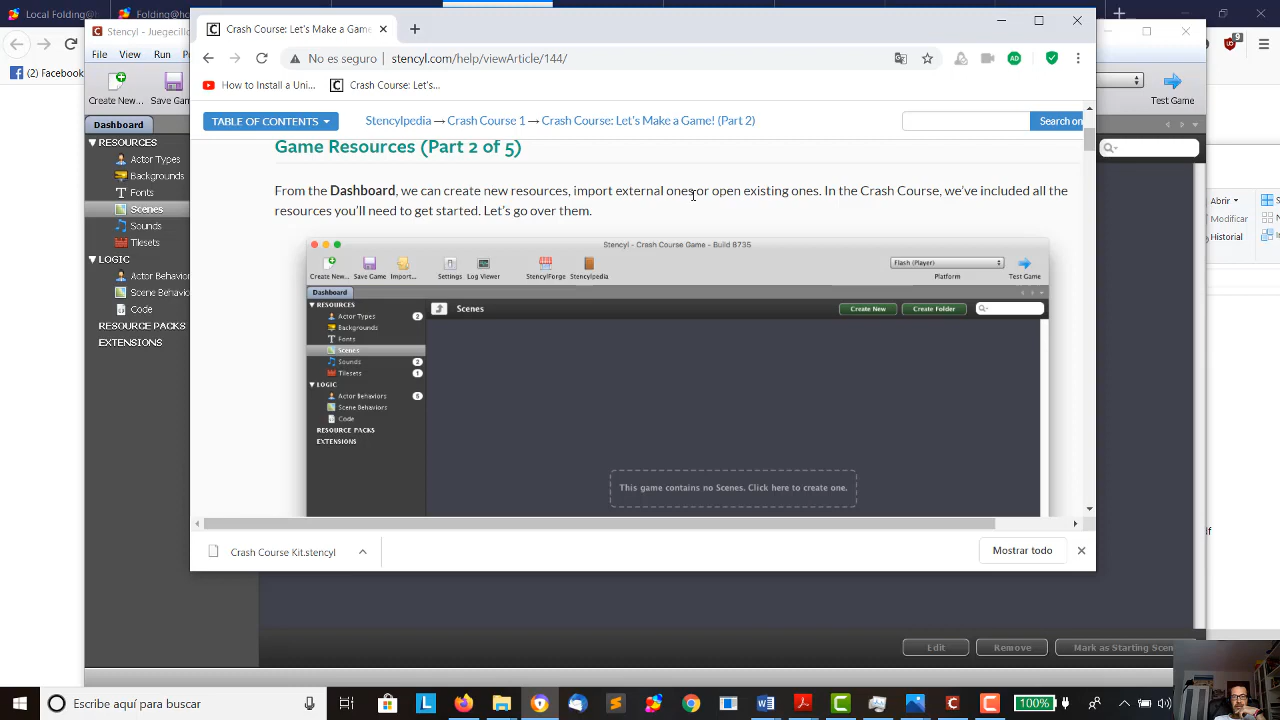 Local Folding@
Folding@ho
Stencyl - Juegecillo
File Edit Run P
(2) Facebook
Create New... Save Ga
Dashboard
RESOURCES
Actor Types
Backgrounds
Fonts
Scenes
Sounds
Tilesets
LOGIC
Actor Behavior
Scene Behavio
Code
RESOURCE PACKS
EXTENSIONS
Crash Course: Let's Make a Game
No es seguro | stencyl.com/help/viewArticle/144/
How to Install a Uni...
Crash Course: Let's...
TABLE OF CONTENTS
Stencylpedia → Crash Course 1 → Crash Course: Let's Make a Game! (Part 2)
Search on
Game Resources (Part 2 of 5)
From the Dashboard, we can create new resources, import external ones or open existing ones. In the Crash Course, we've included all the
resources you'll need to get started. Let's go over them.
Stencyl - Crash Course Game - Build 8735
Create New... Save Game Import... Settings Log Viewer StencylForge Stencylpedia
Flash (Player)
Platform
Test Game
Dashboard
RESOURCES
Actor Types 2
Backgrounds
Fonts
Scenes
Sounds 2
Tilesets 1
LOGIC
Actor Behaviors 6
Scene Behaviors
Code
RESOURCE PACKS
EXTENSIONS
Scenes
Create New
Create Folder
This game contains no Scenes. Click here to create one.
Crash Course Kit.stencyl
Mostrar todo
Test Game
9
Abrir
Modificar
Historial
Edit
Remove
Mark as Starting Scen
Escribe aquí para buscar
100%